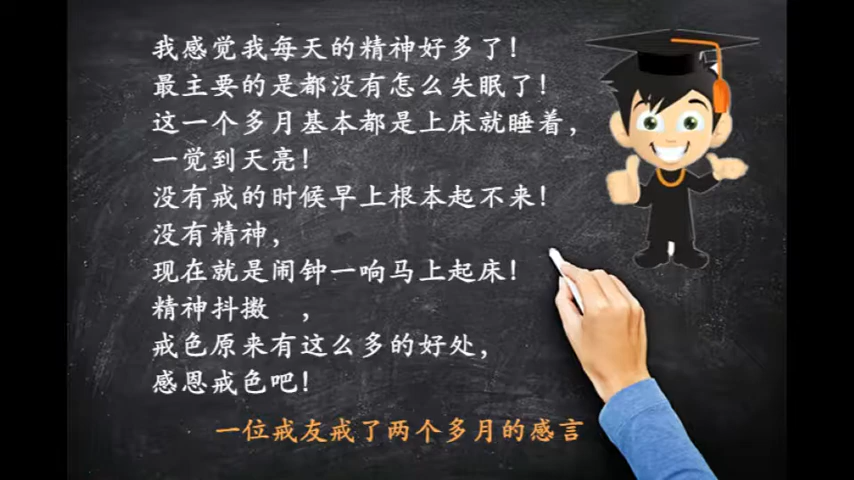 我感觉我每天的精神好多了！
最主要的是都没有怎么失眠了！
这一个多月基本都是上床就睡着，
一觉到天亮！
没有戒的时候早上根本起不来！
没有精神，
现在就是闹钟一响马上起床！
精神抖擞　，
戒色原来有这么多的好处，
感恩戒色吧！
一位戒友戒了两个多月的感言